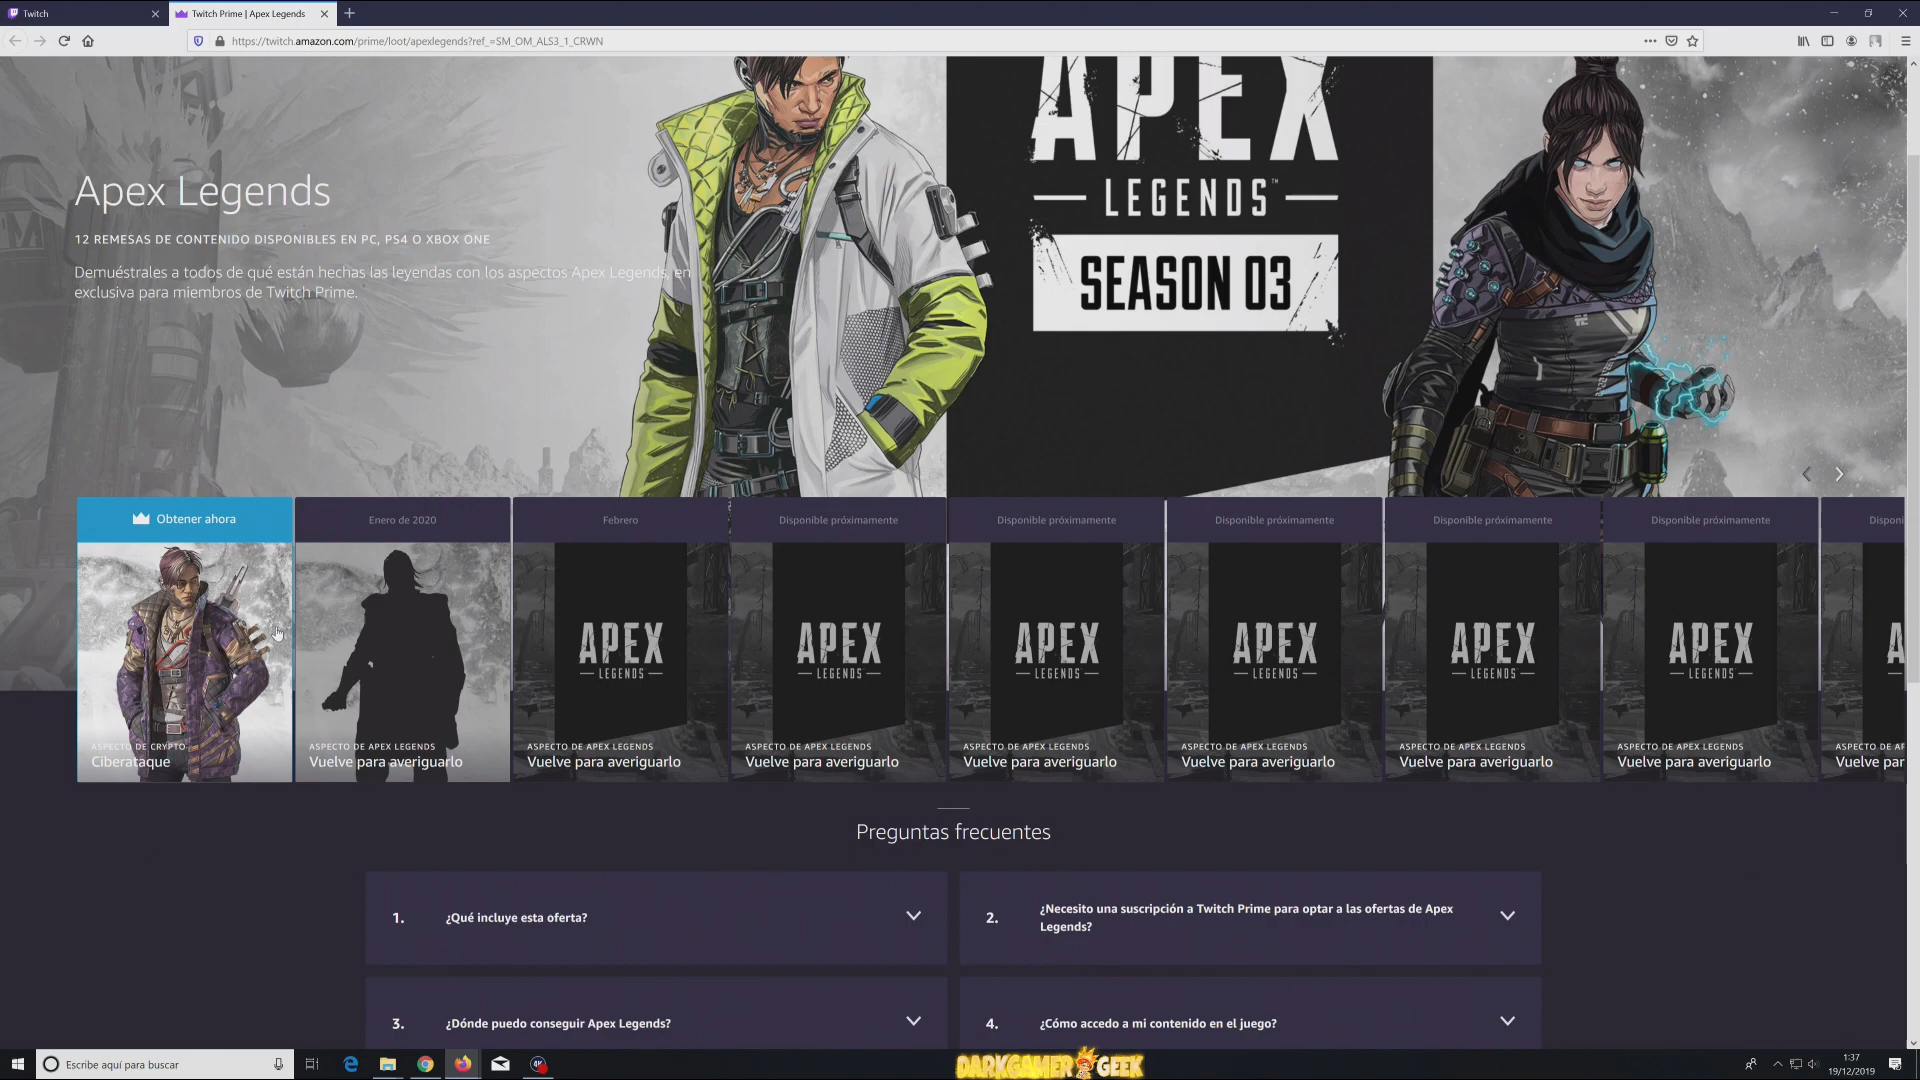 Twitch
Twitch Prime | Apex Legends
https://twitch.amazon.com/prime/loot/apexlegends?ref_=SM_OM_ALS3_1_CRWN
Apex Legends
12 REMESAS DE CONTENIDO DISPONIBLES EN PC, PS4 O XBOX ONE
Demuéstrales a todos de qué están hechas las leyendas con los aspectos Apex Legends, en
exclusiva para miembros de Twitch Prime.
APEX
LEGENDS™
SEASON 03
Obtener ahora
ASPECTO DE CRYPTO
Ciberataque
Enero de 2020
ASPECTO DE APEX LEGENDS
Vuelve para averiguarlo
Febrero
APEX
LEGENDS
ASPECTO DE APEX LEGENDS
Vuelve para averiguarlo
Disponible próximamente
APEX
LEGENDS
ASPECTO DE APEX LEGENDS
Vuelve para averiguarlo
Disponible próximamente
APEX
LEGENDS
ASPECTO DE APEX LEGENDS
Vuelve para averiguarlo
Disponible próximamente
APEX
LEGENDS
ASPECTO DE APEX LEGENDS
Vuelve para averiguarlo
Disponible próximamente
APEX
LEGENDS
ASPECTO DE APEX LEGENDS
Vuelve para averiguarlo
Disponible próximamente
APEX
LEGENDS
ASPECTO DE APEX LEGENDS
Vuelve para averiguarlo
Disponi
A
L
ASPECTO DE AP
Vuelve par
Preguntas frecuentes
1. ¿Qué incluye esta oferta?
2. ¿Necesito una suscripción a Twitch Prime para optar a las ofertas de Apex
Legends?
3. ¿Dónde puedo conseguir Apex Legends?
4. ¿Cómo accedo a mi contenido en el juego?
Escribe aquí para buscar
4K
DARKGAMER GEEK
1:37
19/12/2019